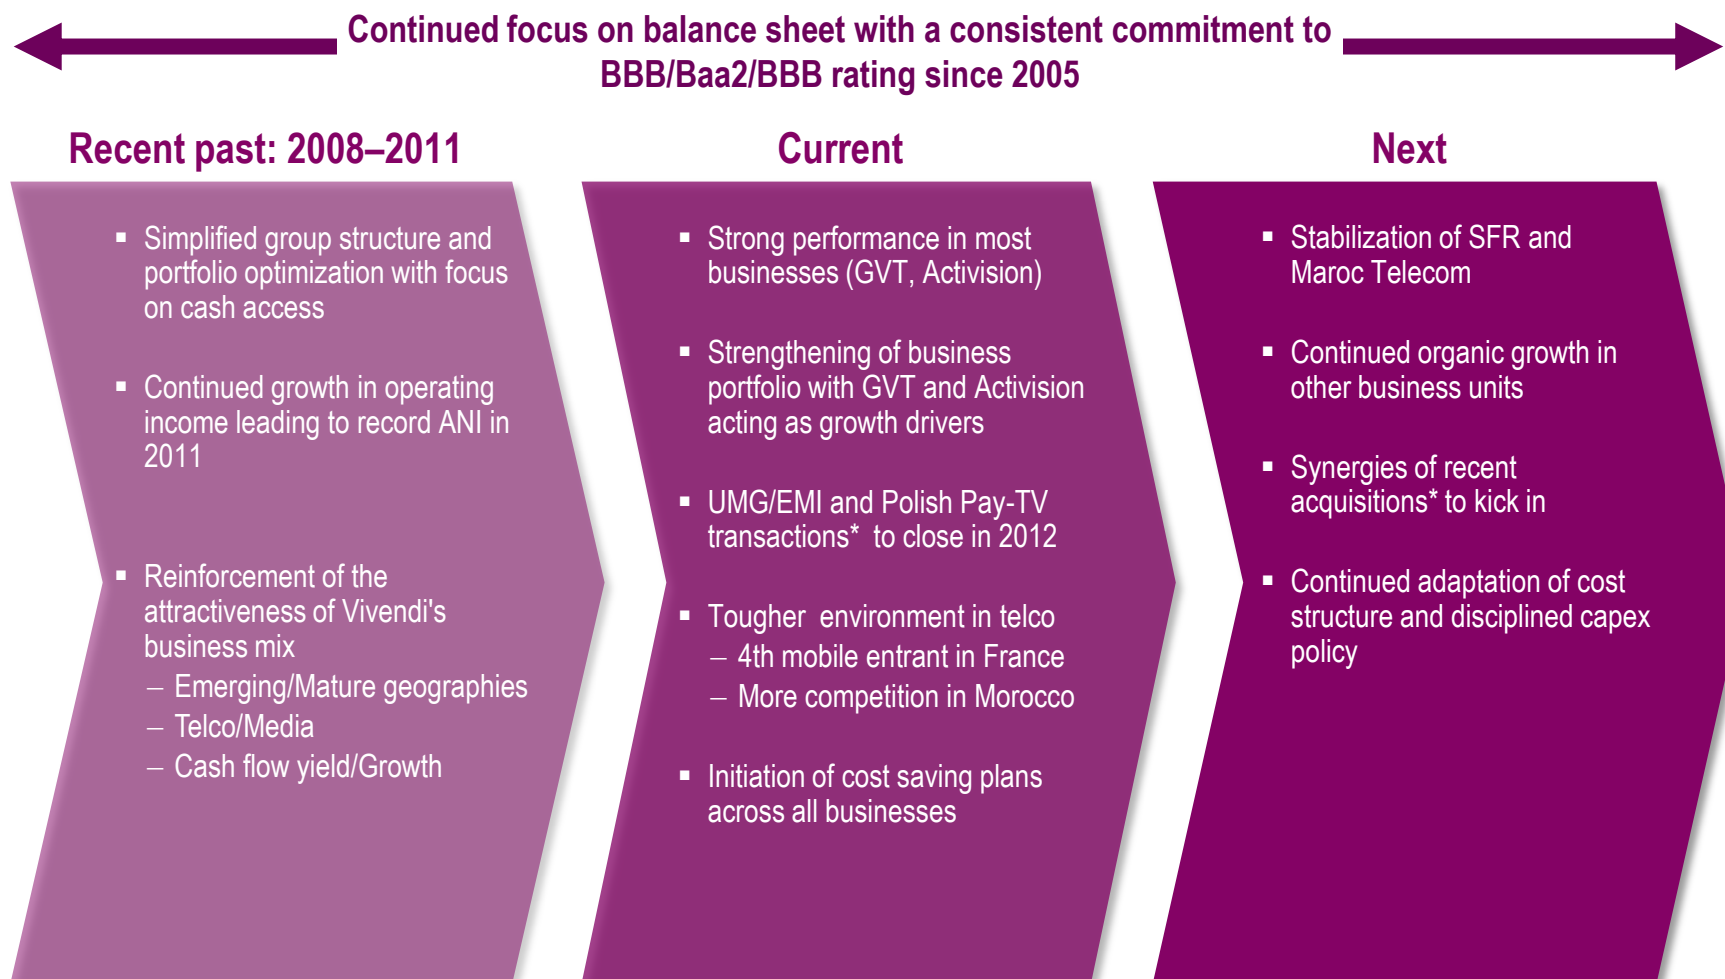 Continued focus on balance sheet with a consistent commitment to
BBB/Baa2/BBB rating since 2005
Recent past: 2008–2011
▪ Simplified group structure and
portfolio optimization with focus
on cash access
▪ Continued growth in operating
income leading to record ANI in
2011
▪ Reinforcement of the
attractiveness of Vivendi's
business mix
– Emerging/Mature geographies
– Telco/Media
– Cash flow yield/Growth
Current
▪ Strong performance in most
businesses (GVT, Activision)
▪ Strengthening of business
portfolio with GVT and Activision
acting as growth drivers
▪ UMG/EMI and Polish Pay-TV
transactions* to close in 2012
▪ Tougher environment in telco
– 4th mobile entrant in France
– More competition in Morocco
▪ Initiation of cost saving plans
across all businesses
Next
▪ Stabilization of SFR and
Maroc Telecom
▪ Continued organic growth in
other business units
▪ Synergies of recent
acquisitions* to kick in
▪ Continued adaptation of cost
structure and disciplined capex
policy